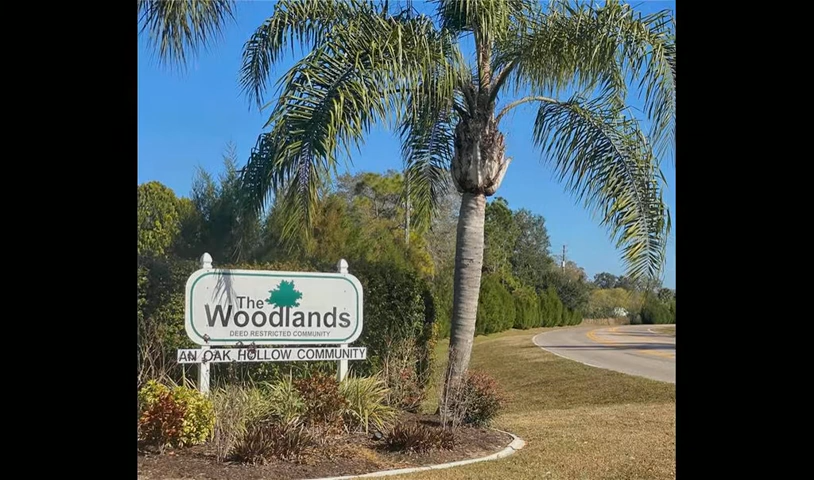 The
Woodlands
DEED RESTRICTED COMMUNITY
AN OAK HOLLOW COMMUNITY